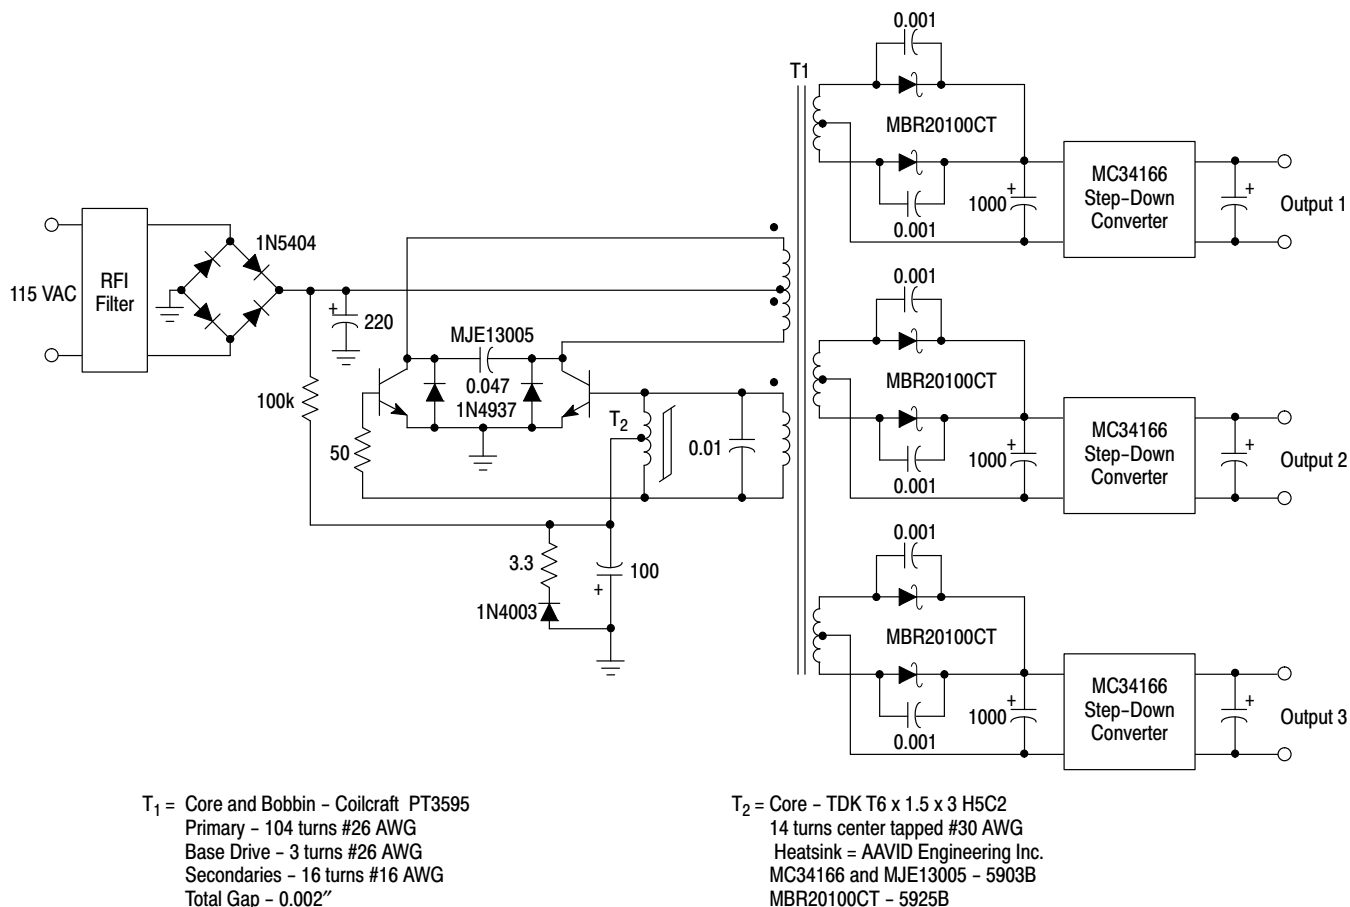 0.001
T1
MBR20100CT
0.001
1000
+
MC34166
Step-Down
Converter
+
Output 1
115 VAC
RFI
Filter
1N5404
+
220
100k
MJE13005
0.047
1N4937
50
T2
0.01
3.3
1N4003
100
+
0.001
MBR20100CT
0.001
1000
+
MC34166
Step-Down
Converter
+
Output 2
0.001
MBR20100CT
0.001
1000
+
MC34166
Step-Down
Converter
+
Output 3
T1 = Core and Bobbin - Coilcraft PT3595
Primary - 104 turns #26 AWG
Base Drive - 3 turns #26 AWG
Secondaries - 16 turns #16 AWG
Total Gap - 0.002″
T2 = Core - TDK T6 x 1.5 x 3 H5C2
14 turns center tapped #30 AWG
Heatsink = AAVID Engineering Inc.
MC34166 and MJE13005 - 5903B
MBR20100CT - 5925B